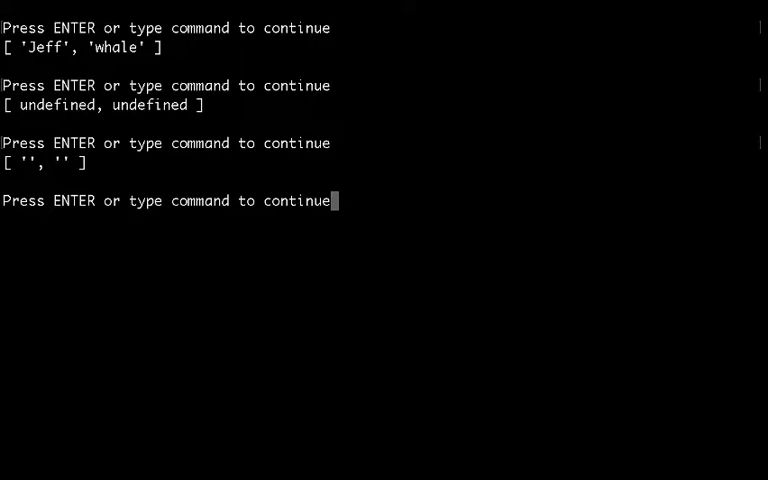 Press ENTER or type command to continue
[ 'Jeff', 'whale' ]
Press ENTER or type command to continue
[ undefined, undefined ]
Press ENTER or type command to continue
[ '', '' ]
Press ENTER or type command to continue